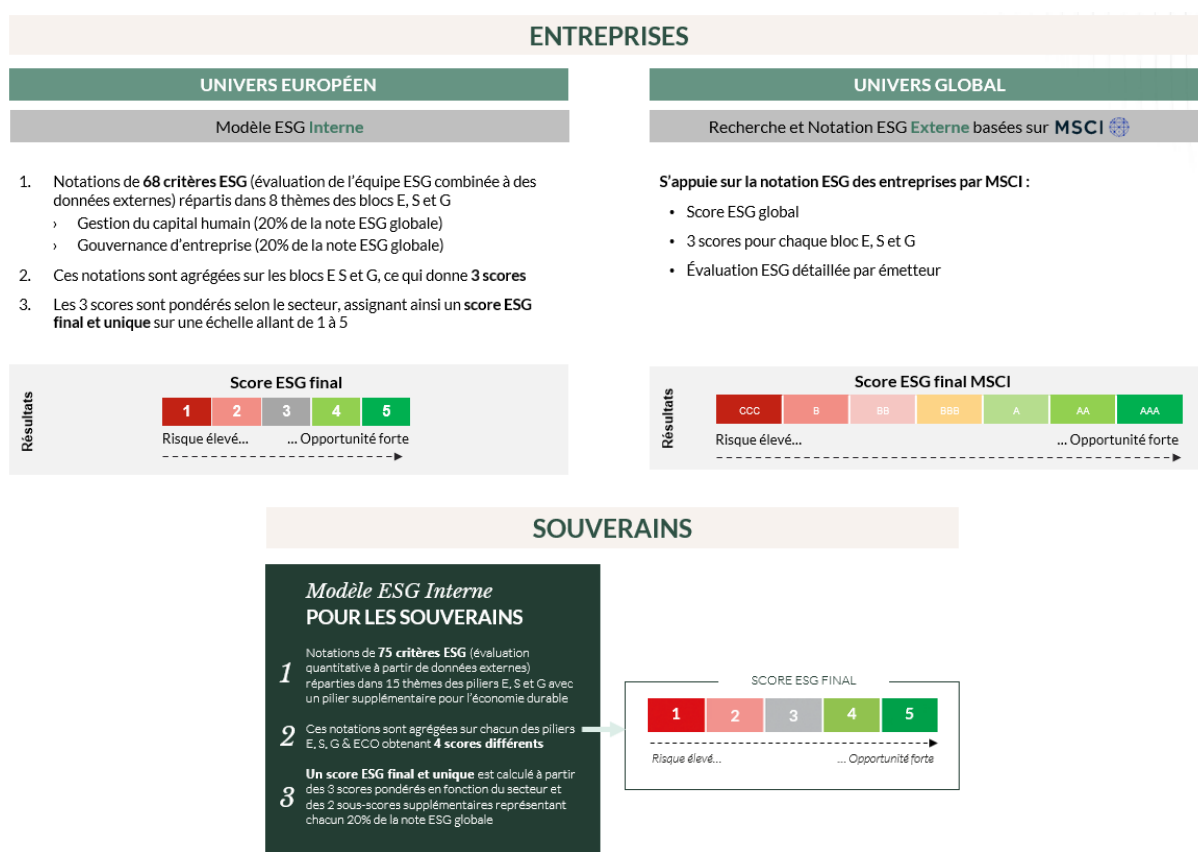 ENTREPRISES
UNIVERS EUROPÉEN
Modèle ESG Interne
1. Notations de 68 critères ESG (évaluation de l'équipe ESG combinée à des
données externes) répartis dans 8 thèmes des blocs E, S et G
› Gestion du capital humain (20% de la note ESG globale)
› Gouvernance d'entreprise (20% de la note ESG globale)
2. Ces notations sont agrégées sur les blocs E S et G, ce qui donne 3 scores
3. Les 3 scores sont pondérés selon le secteur, assignant ainsi un score ESG
final et unique sur une échelle allant de 1 à 5
Résultats
Score ESG final
1 2 3 4 5
Risque élevé... ... Opportunité forte
UNIVERS GLOBAL
Recherche et Notation ESG Externe basées sur MSCI
S'appuie sur la notation ESG des entreprises par MSCI :
• Score ESG global
• 3 scores pour chaque bloc E, S et G
• Évaluation ESG détaillée par émetteur
Résultats
Score ESG final MSCI
CCC B BB BBB A AA AAA
Risque élevé... ... Opportunité forte
SOUVERAINS
Modèle ESG Interne
POUR LES SOUVERAINS
1 Notations de 75 critères ESG (évaluation
quantitative à partir de données externes)
réparties dans 15 thèmes des piliers E, S et G avec
un pilier supplémentaire pour l'économie durable
2 Ces notations sont agrégées sur chacun des piliers
E, S, G & ECO obtenant 4 scores différents
3 Un score ESG final et unique est calculé à partir
des 3 scores pondérés en fonction du secteur et
des 2 sous-scores supplémentaires représentant
chacun 20% de la note ESG globale
SCORE ESG FINAL
1 2 3 4 5
Risque élevé... ... Opportunité forte